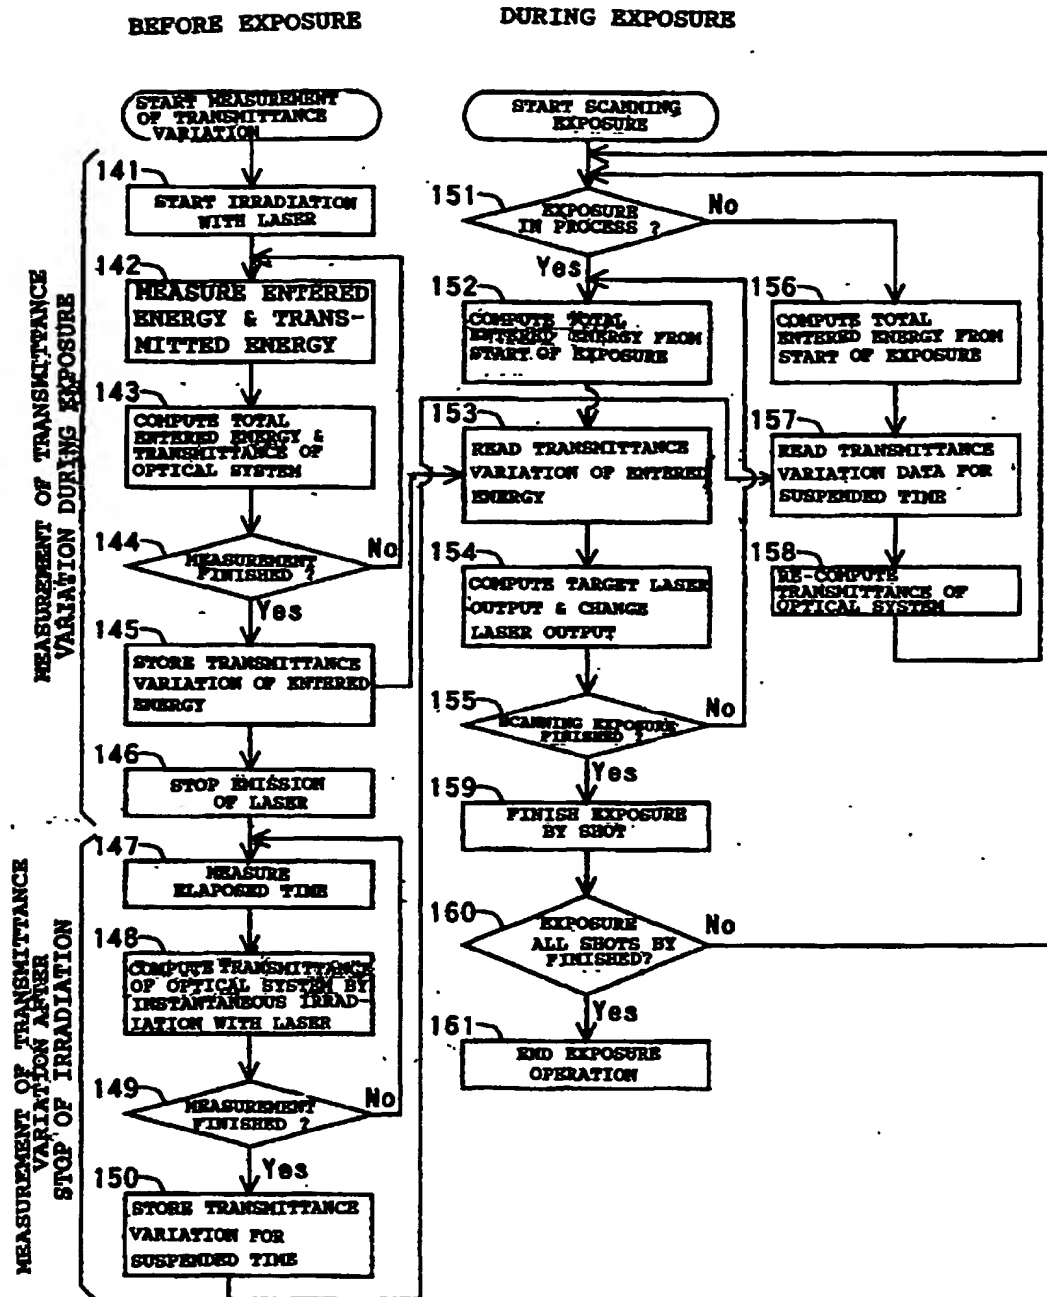 BEFORE EXPOSURE
START MEASUREMENT
OF TRANSMITTANCE
VARIATION
MEASUREMENT OF TRANSMITTANCE
VARIATION DURING EXPOSURE
141
START IRRADIATION
WITH LASER
142
MEASURE ENTERED
ENERGY & TRANS-
MITTED ENERGY
143
COMPUTE TOTAL
ENTERED ENERGY &
TRANSMITTANCE OF
OPTICAL SYSTEM
144
MEASUREMENT
FINISHED ?
No
Yes
145
STORE TRANSMITTANCE
VARIATION OF ENTERED
ENERGY
146
STOP EMISSION
OF LASER
MEASUREMENT OF TRANSMITTANCE
VARIATION AFTER
STOP OF IRRADIATION
147
MEASURE
ELAPSED TIME
148
COMPUTE TRANSMITTANCE
OF OPTICAL SYSTEM BY
INSTANTANEOUS IRRAD-
IATION WITH LASER
149
MEASUREMENT
FINISHED ?
No
Yes
150
STORE TRANSMITTANCE
VARIATION FOR
SUSPENDED TIME
DURING EXPOSURE
START SCANNING
EXPOSURE
151
EXPOSURE
IN PROCESS ?
No
Yes
152
COMPUTE TOTAL
ENTERED ENERGY FROM
START OF EXPOSURE
153
READ TRANSMITTANCE
VARIATION OF ENTERED
ENERGY
154
COMPUTE TARGET LASER
OUTPUT & CHANGE
LASER OUTPUT
155
SCANNING EXPOSURE
FINISHED ?
No
Yes
156
COMPUTE TOTAL
ENTERED ENERGY FROM
START OF EXPOSURE
157
READ TRANSMITTANCE
VARIATION DATA FOR
SUSPENDED TIME
158
RE-COMPUTE
TRANSMITTANCE OF
OPTICAL SYSTEM
159
FINISH EXPOSURE
BY SHOT
160
EXPOSURE
ALL SHOTS BY
FINISHED?
No
Yes
161
END EXPOSURE
OPERATION